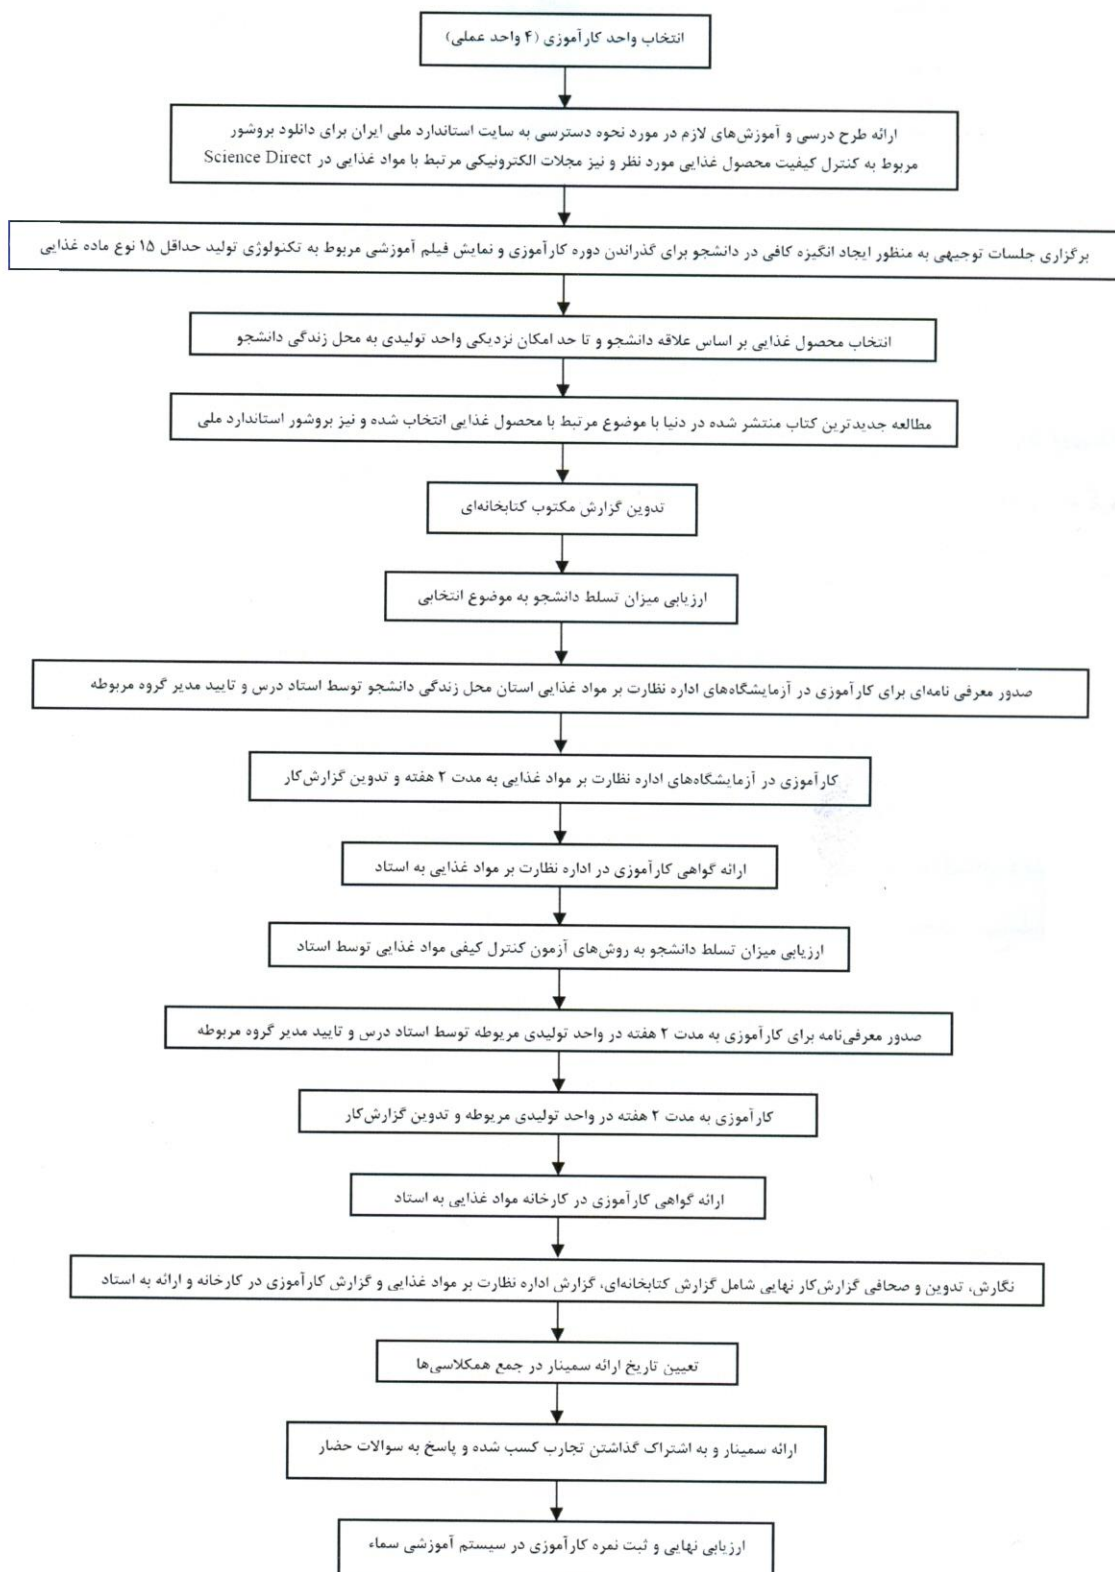 انتخاب واحد کارآموزی (۴ واحد عملی)
ارائه طرح درسی و آموزش‌های لازم در مورد نحوه دسترسی به سایت استاندارد ملی ایران برای دانلود بروشور
مربوط به کنترل کیفیت محصول غذایی مورد نظر و نیز مجلات الکترونیکی مرتبط با مواد غذایی در Science Direct
برگزاری جلسات توجیهی به منظور ایجاد انگیزه کافی در دانشجو برای گذراندن دوره کارآموزی و نمایش فیلم آموزشی مربوط به تکنولوژی تولید حداقل ۱۵ نوع ماده غذایی
انتخاب محصول غذایی بر اساس علاقه دانشجو و تا حد امکان نزدیکی واحد تولیدی به محل زندگی دانشجو
مطالعه جدیدترین کتاب منتشر شده در دنیا با موضوع مرتبط با محصول غذایی انتخاب شده و نیز بروشور استاندارد ملی
تدوین گزارش مکتوب کتابخانه‌ای
ارزیابی میزان تسلط دانشجو به موضوع انتخابی
صدور معرفی نامه‌ای برای کارآموزی در آزمایشگاه‌های اداره نظارت بر مواد غذایی استان محل زندگی دانشجو توسط استاد درس و تایید مدیر گروه مربوطه
کارآموزی در آزمایشگاه‌های اداره نظارت بر مواد غذایی به مدت ۲ هفته و تدوین گزارش‌کار
ارائه گواهی کارآموزی در اداره نظارت بر مواد غذایی به استاد
ارزیابی میزان تسلط دانشجو به روش‌های آزمون کنترل کیفی مواد غذایی توسط استاد
صدور معرفی‌نامه برای کارآموزی به مدت ۲ هفته در واحد تولیدی مربوطه توسط استاد درس و تایید مدیر گروه مربوطه
کارآموزی به مدت ۲ هفته در واحد تولیدی مربوطه و تدوین گزارش‌کار
ارائه گواهی کارآموزی در کارخانه مواد غذایی به استاد
نگارش، تدوین و صحافی گزارش‌کار نهایی شامل گزارش کتابخانه‌ای، گزارش اداره نظارت بر مواد غذایی و گزارش کارآموزی در کارخانه و ارائه به استاد
تعیین تاریخ ارائه سمینار در جمع همکلاسی‌ها
ارائه سمینار و به اشتراک گذاشتن تجارب کسب شده و پاسخ به سوالات حضار
ارزیابی نهایی و ثبت نمره کارآموزی در سیستم آموزشی سماء